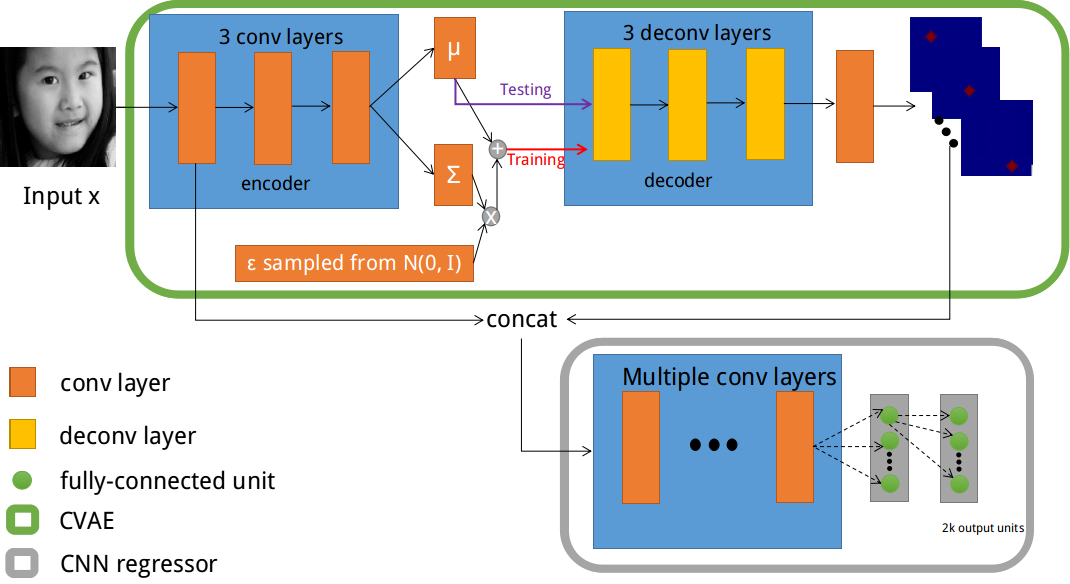 3 conv layers
encoder
Input x
μ
Σ
+
x
ε sampled from N(0, I)
Testing
Training
3 deconv layers
decoder
concat
Multiple conv layers
2k output units
conv layer
deconv layer
fully-connected unit
CVAE
CNN regressor